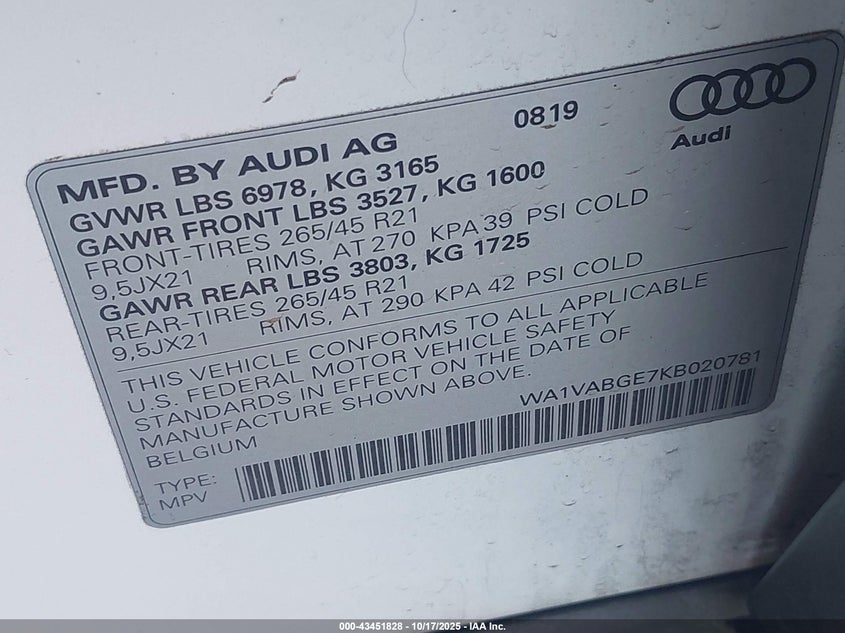 0819
Audi
MFD. BY AUDI AG
GVWR LBS 6978, KG 3165
GAWR FRONT LBS 3527, KG 1600
FRONT-TIRES 265/45 R21
9,5JX21 RIMS, AT 270 KPA 39 PSI COLD
GAWR REAR LBS 3803, KG 1725
REAR-TIRES 265/45 R21
9,5JX21 RIMS, AT 290 KPA 42 PSI COLD
THIS VEHICLE CONFORMS TO ALL APPLICABLE
U.S. FEDERAL MOTOR VEHICLE SAFETY
STANDARDS IN EFFECT ON THE DATE OF
MANUFACTURE SHOWN ABOVE.
BELGIUM WA1VABGE7KB020781
TYPE:
MPV
000-43451828 - 10/17/2025 - IAA Inc.